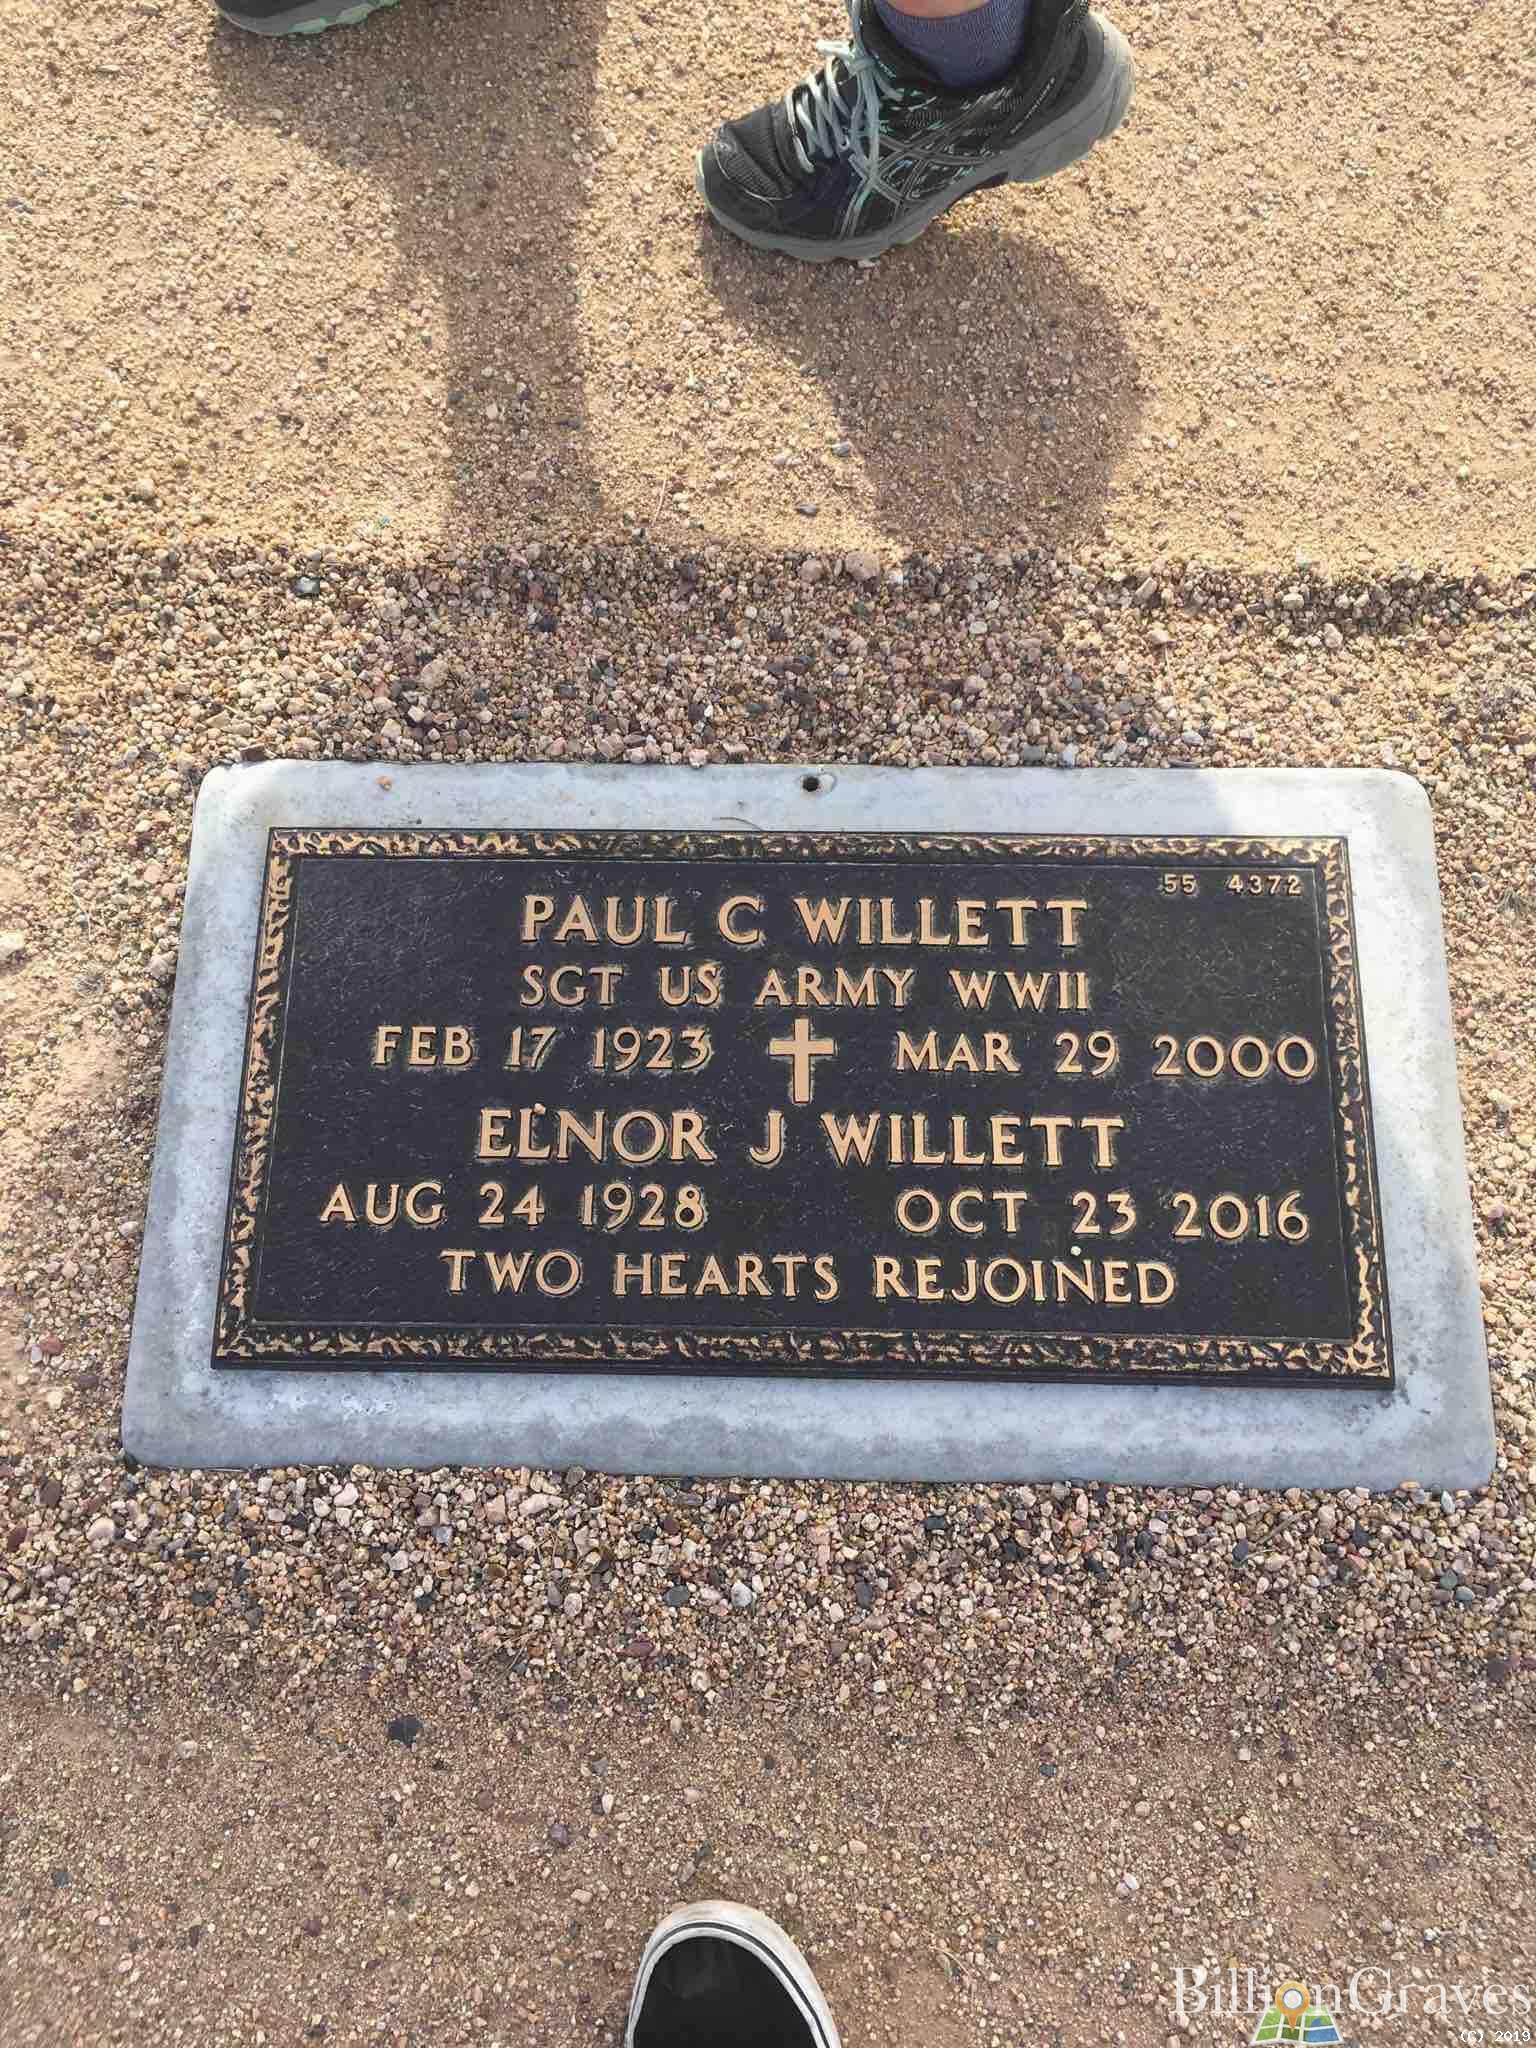 55 4372
PAUL C WILLETT
SGT US ARMY WWII
FEB 17 1923 MAR 29 2000
ELNOR J WILLETT
AUG 24 1928 OCT 23 2016
TWO HEARTS REJOINED
BillionGraves
(C) 2019